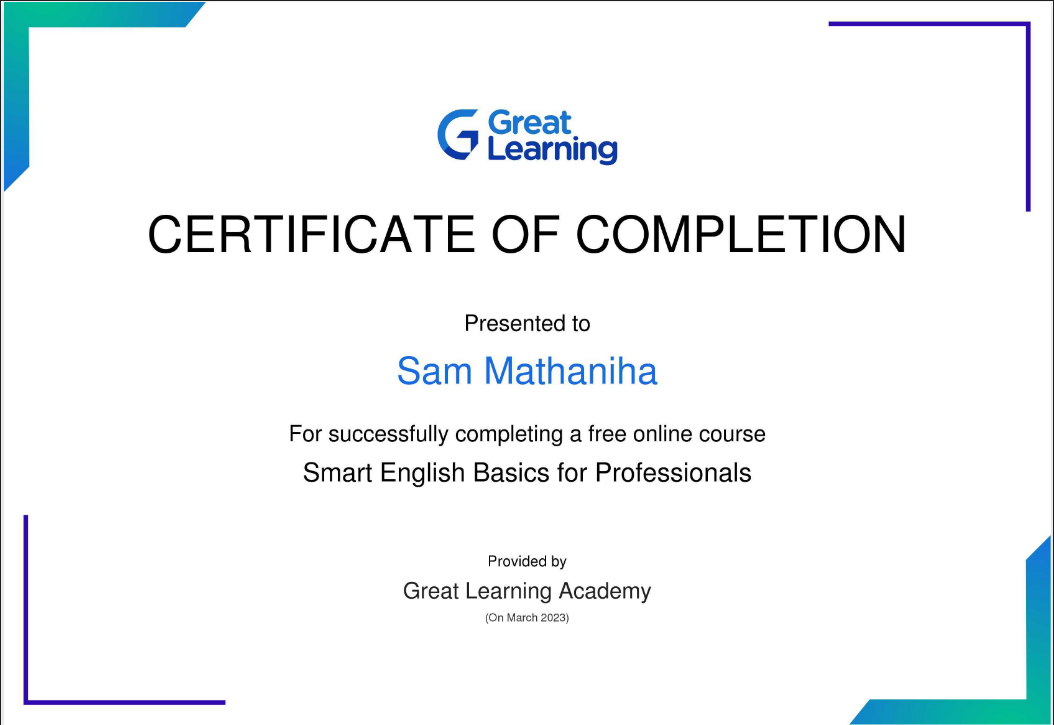 Great
Learning
CERTIFICATE OF COMPLETION
Presented to
Sam Mathaniha
For successfully completing a free online course
Smart English Basics for Professionals
Provided by
Great Learning Academy
(On March 2023)